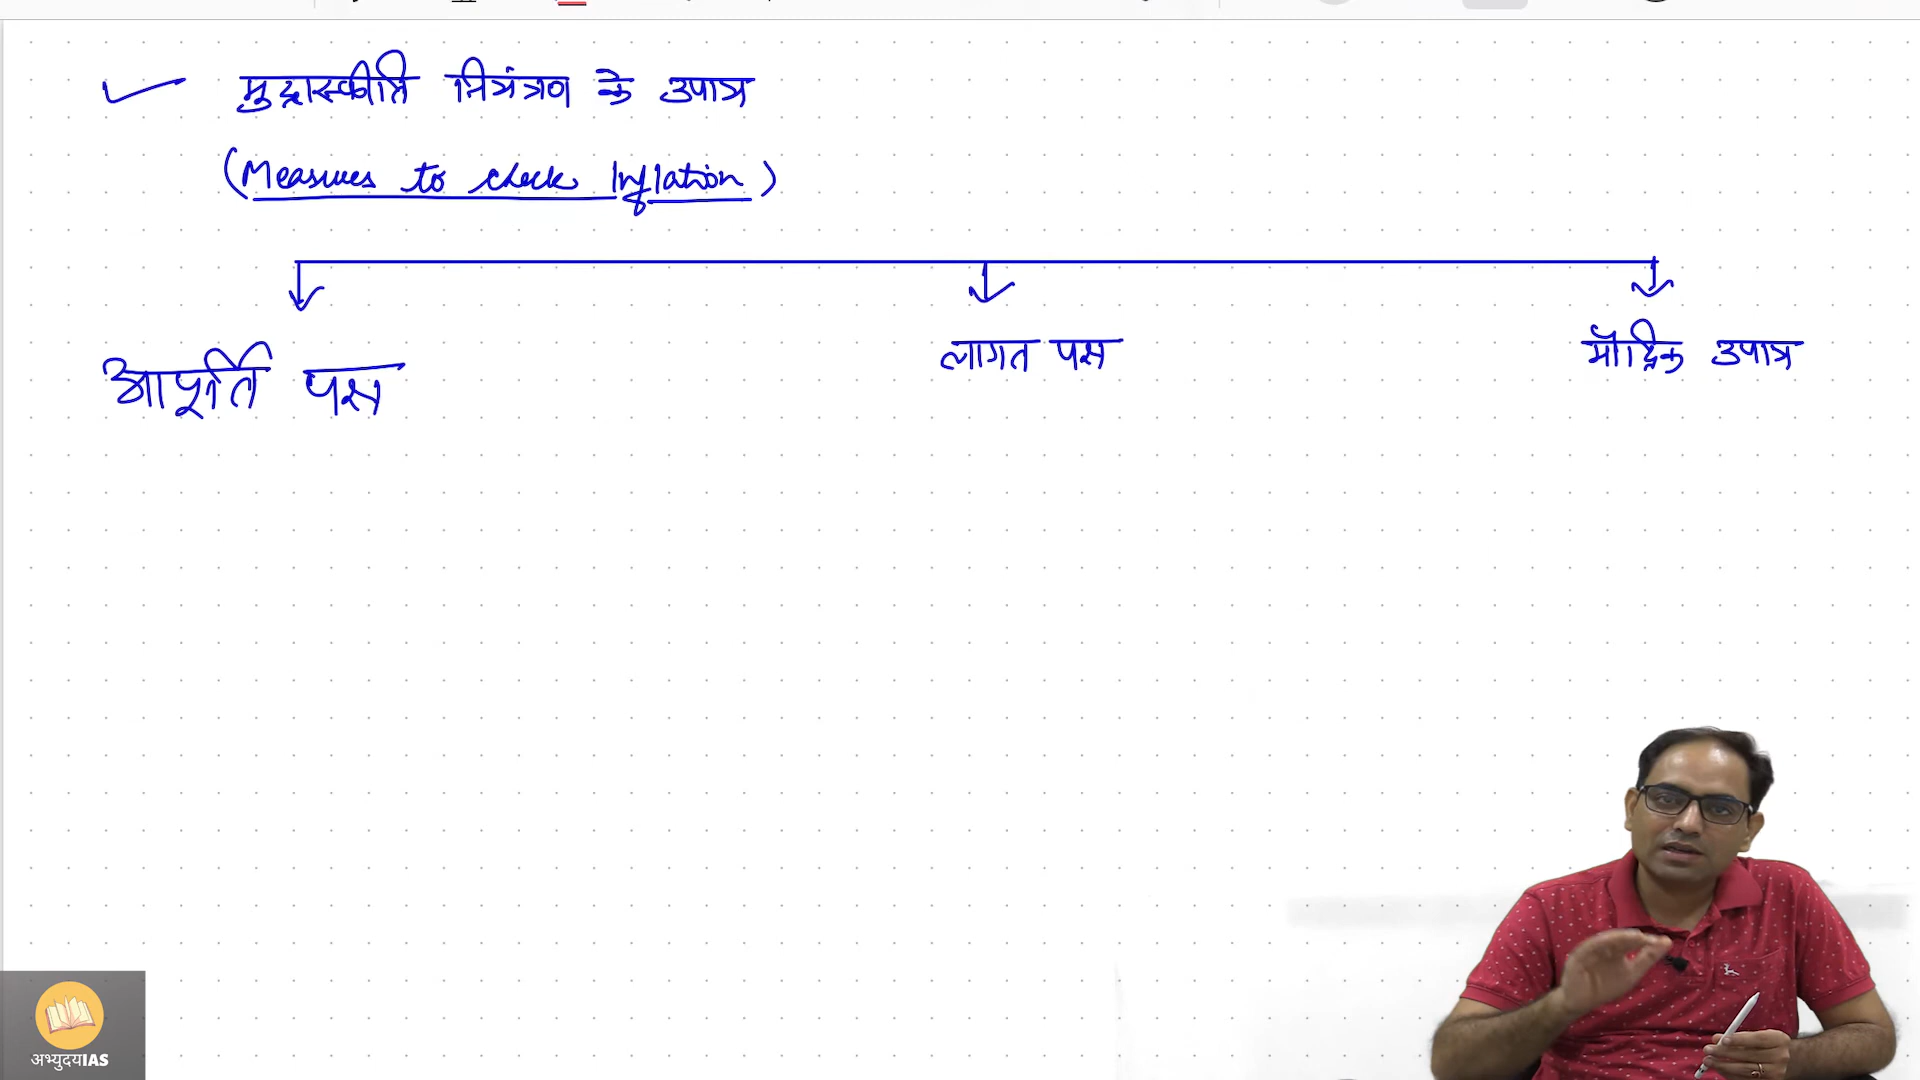 मुद्रास्फीति नियंत्रण के उपाय
(Measures to check Inflation)
आपूर्ति पक्ष
लागत पक्ष
मौद्रिक उपाय
अभ्युदयIAS